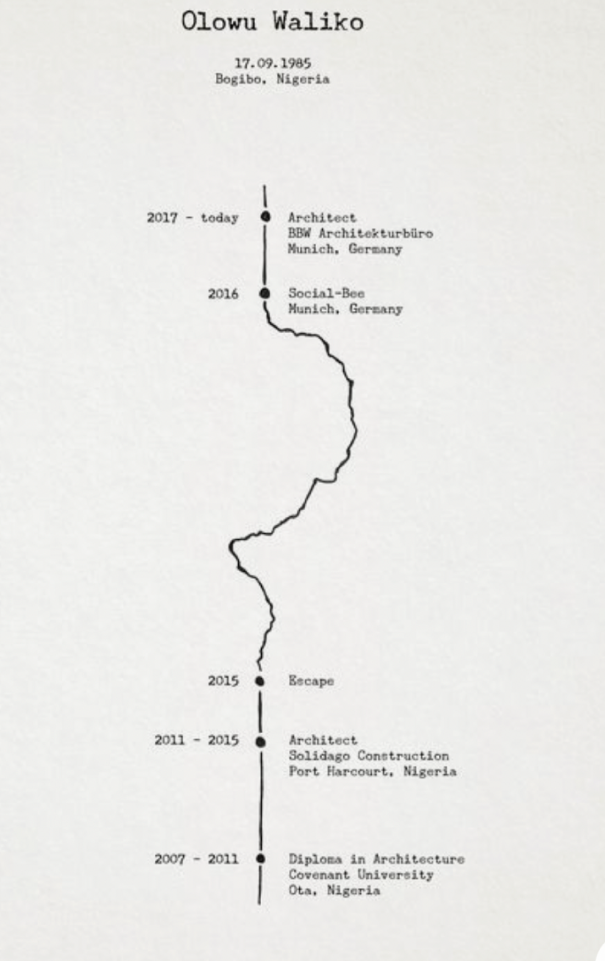 Olowu Waliko
17.09.1985
Bogibo, Nigeria
2017 - today
Architect
BBW Architekturbüro
Munich, Germany
2016
Social-Bee
Munich, Germany
2015
Escape
2011 - 2015
Architect
Solidago Construction
Port Harcourt, Nigeria
2007 - 2011
Diploma in Architecture
Covenant University
Ota, Nigeria